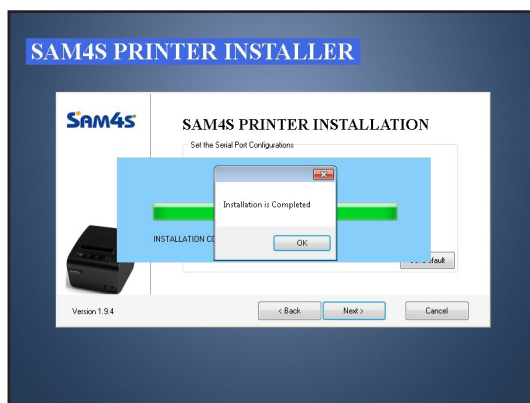 SAM4S PRINTER INSTALLER
SAM4S
SAM4S PRINTER INSTALLATION
Set the Serial Port Configurations
Installation is Completed
INSTALLATION CO
OK
Version 1.9.4
< Back
Next >
Cancel